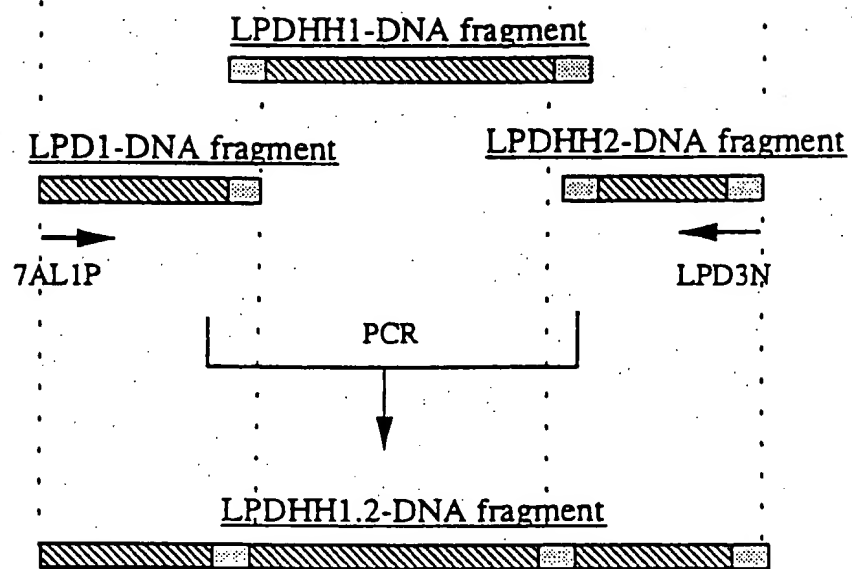 LPDHH1-DNA fragment
LPD1-DNA fragment
LPDHH2-DNA fragment
7AL1P
LPD3N
PCR
LPDHH1.2-DNA fragment